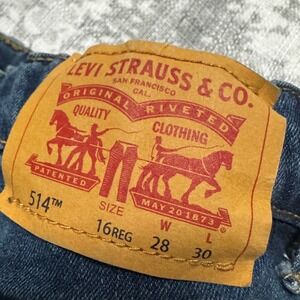 LEVI STRAUSS & CO.
SAN FRANCISCO
CAL.
ORIGINAL RIVETED
QUALITY CLOTHING
PATENTED MAY 20 1873
SIZE W L
514™ 16REG 28 30